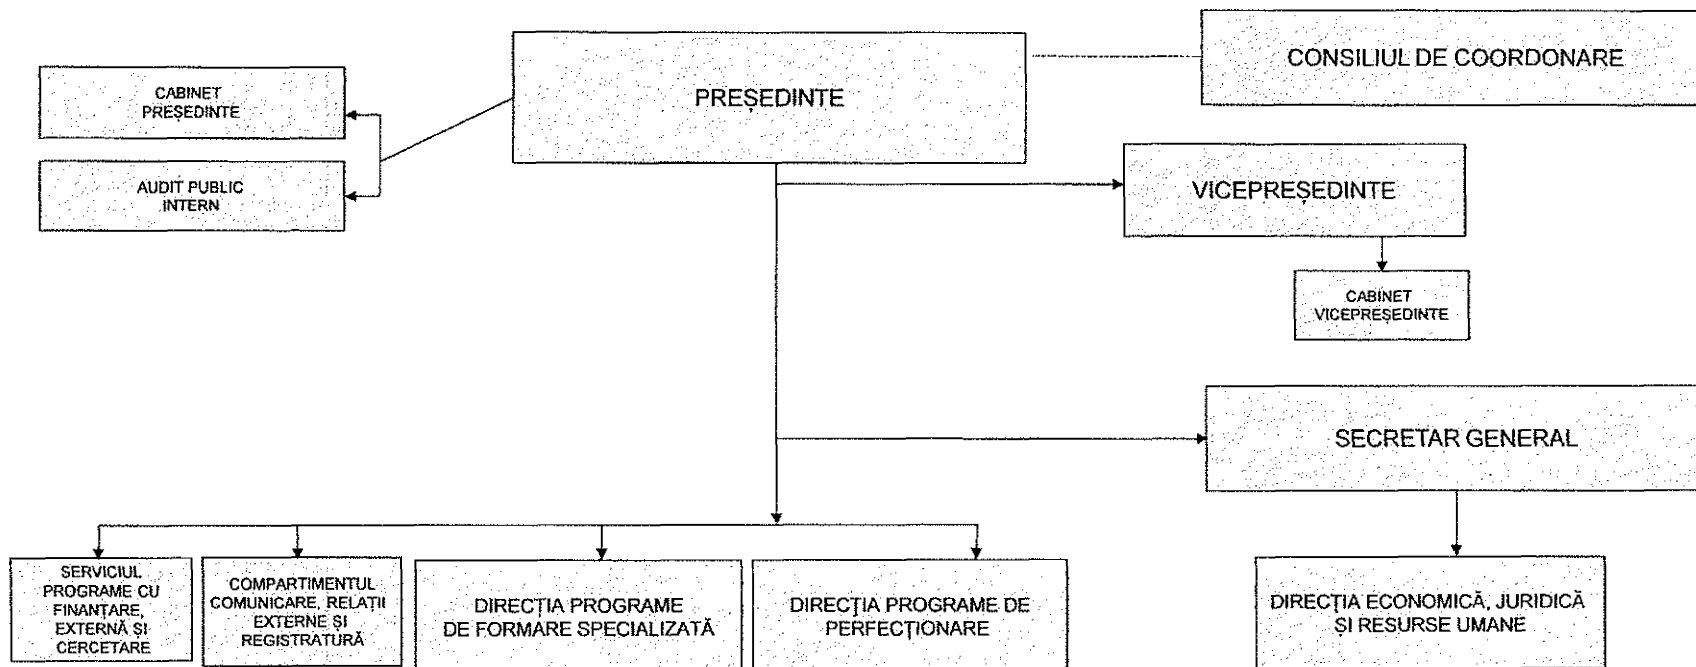 CONSILIUL DE COORDONARE
PREȘEDINTE
CABINET
PREȘEDINTE
AUDIT PUBLIC
INTERN
VICEPREȘEDINTE
CABINET
VICEPREȘEDINTE
SECRETAR GENERAL
SERVICIUL
PROGRAME CU
FINANȚARE,
EXTERNĂ ȘI
CERCETARE
COMPARTIMENTUL
COMUNICARE, RELAȚII
EXTERNE ȘI
REGISTRATURĂ
DIRECȚIA PROGRAME
DE FORMARE SPECIALIZATĂ
DIRECȚIA PROGRAME DE
PERFECȚIONARE
DIRECȚIA ECONOMICĂ, JURIDICĂ
ȘI RESURSE UMANE